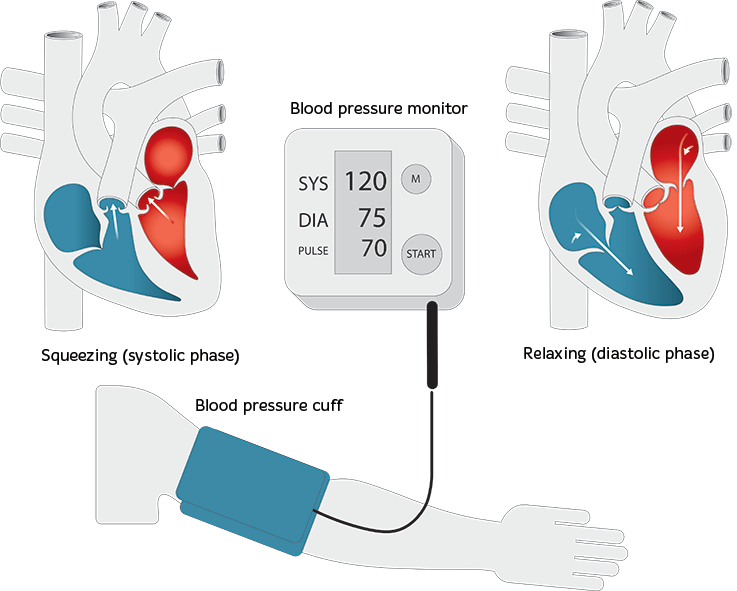 Blood pressure monitor
SYS 120 M
DIA 75
PULSE 70 START
Squeezing (systolic phase)
Relaxing (diastolic phase)
Blood pressure cuff